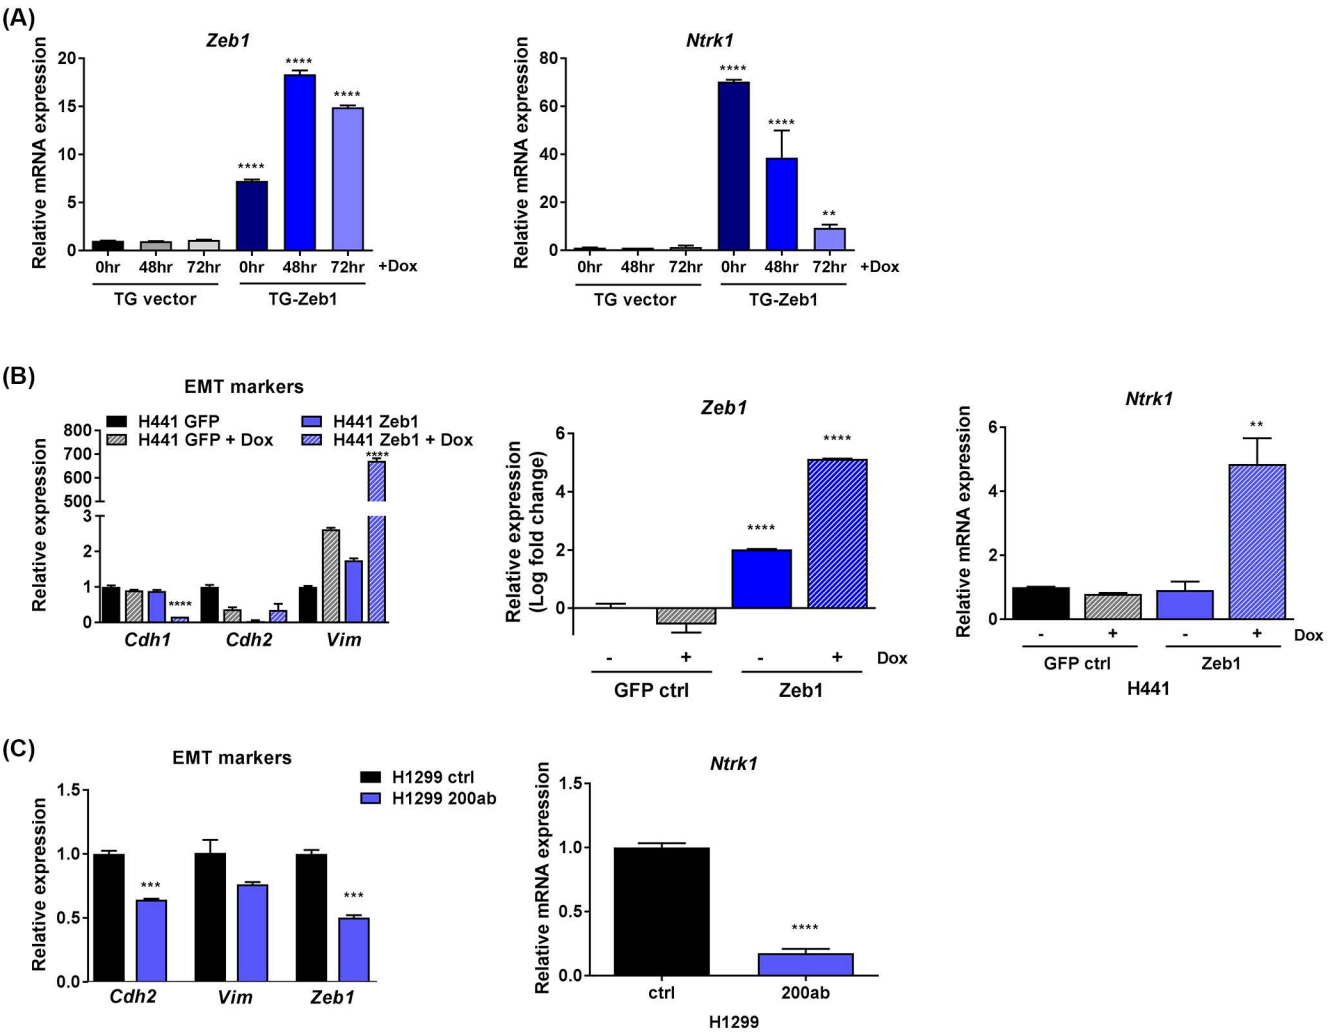 (A)
Zeb1
Relative mRNA expression
20
15
10
5
0
****
****
****
0hr 48hr 72hr 0hr 48hr 72hr +Dox
TG vector TG-Zeb1
Ntrk1
Relative mRNA expression
80
60
40
20
0
****
****
**
0hr 48hr 72hr 0hr 48hr 72hr +Dox
TG vector TG-Zeb1
(B)
EMT markers
H441 GFP H441 Zeb1
H441 GFP + Dox H441 Zeb1 + Dox
Relative expression Relative expression
800
700
600
500
3
2
1
0
****
****
Cdh1 Cdh2 Vim
Zeb1
Relative expression
(Log fold change)
6
4
2
0
****
****
- + - + Dox
GFP ctrl Zeb1
Ntrk1
Relative mRNA expression
6
4
2
0
**
- + - + Dox
GFP ctrl Zeb1
H441
(C)
EMT markers
H1299 ctrl
H1299 200ab
Relative expression
1.5
1.0
0.5
0.0
***
***
Cdh2 Vim Zeb1
Ntrk1
Relative mRNA expression
1.5
1.0
0.5
0.0
****
ctrl 200ab
H1299